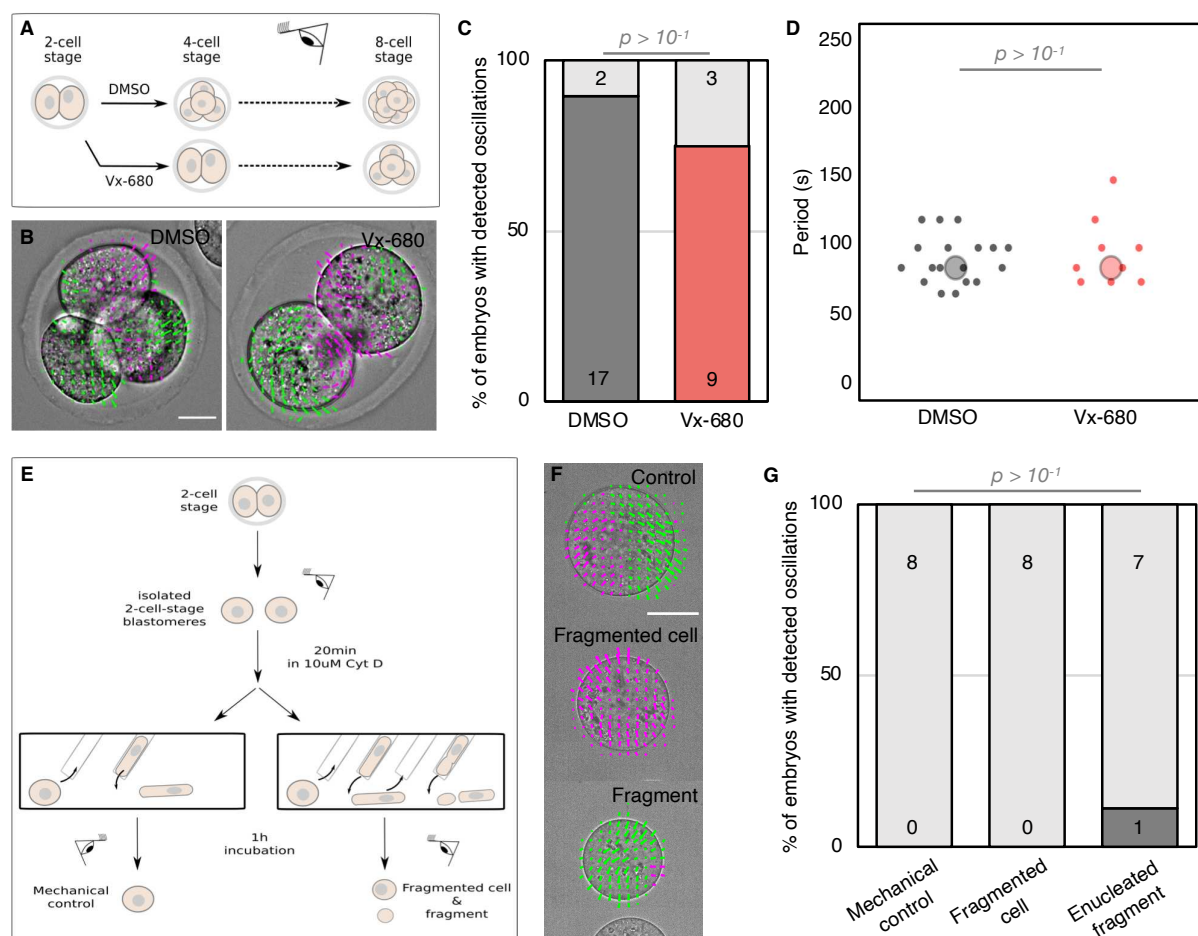 A
2-cell
stage
4-cell
stage
8-cell
stage
DMSO
Vx-680
B
DMSO
Vx-680
C
p > 10⁻¹
% of embryos with detected oscillations
100
50
0
2
3
17
9
DMSO
Vx-680
D
p > 10⁻¹
Period (s)
250
200
150
100
50
0
DMSO
Vx-680
E
2-cell
stage
isolated
2-cell-stage
blastomeres
20min
in 10uM Cyt D
1h
incubation
Mechanical
control
Fragmented cell
&
fragment
F
Control
Fragmented cell
Fragment
G
p > 10⁻¹
% of embryos with detected oscillations
100
50
0
8
8
7
0
0
1
Mechanical
control
Fragmented
cell
Enucleated
fragment